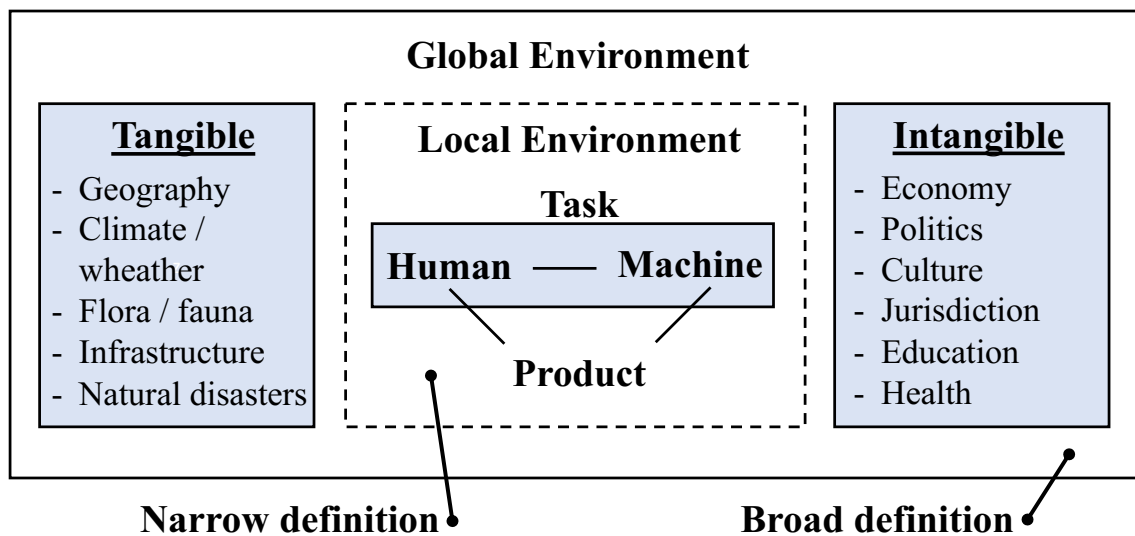 Global Environment
Tangible
- Geography
- Climate /
wheather
- Flora / fauna
- Infrastructure
- Natural disasters
Local Environment
Task
Human
Machine
Product
Intangible
- Economy
- Politics
- Culture
- Jurisdiction
- Education
- Health
Narrow definition
Broad definition